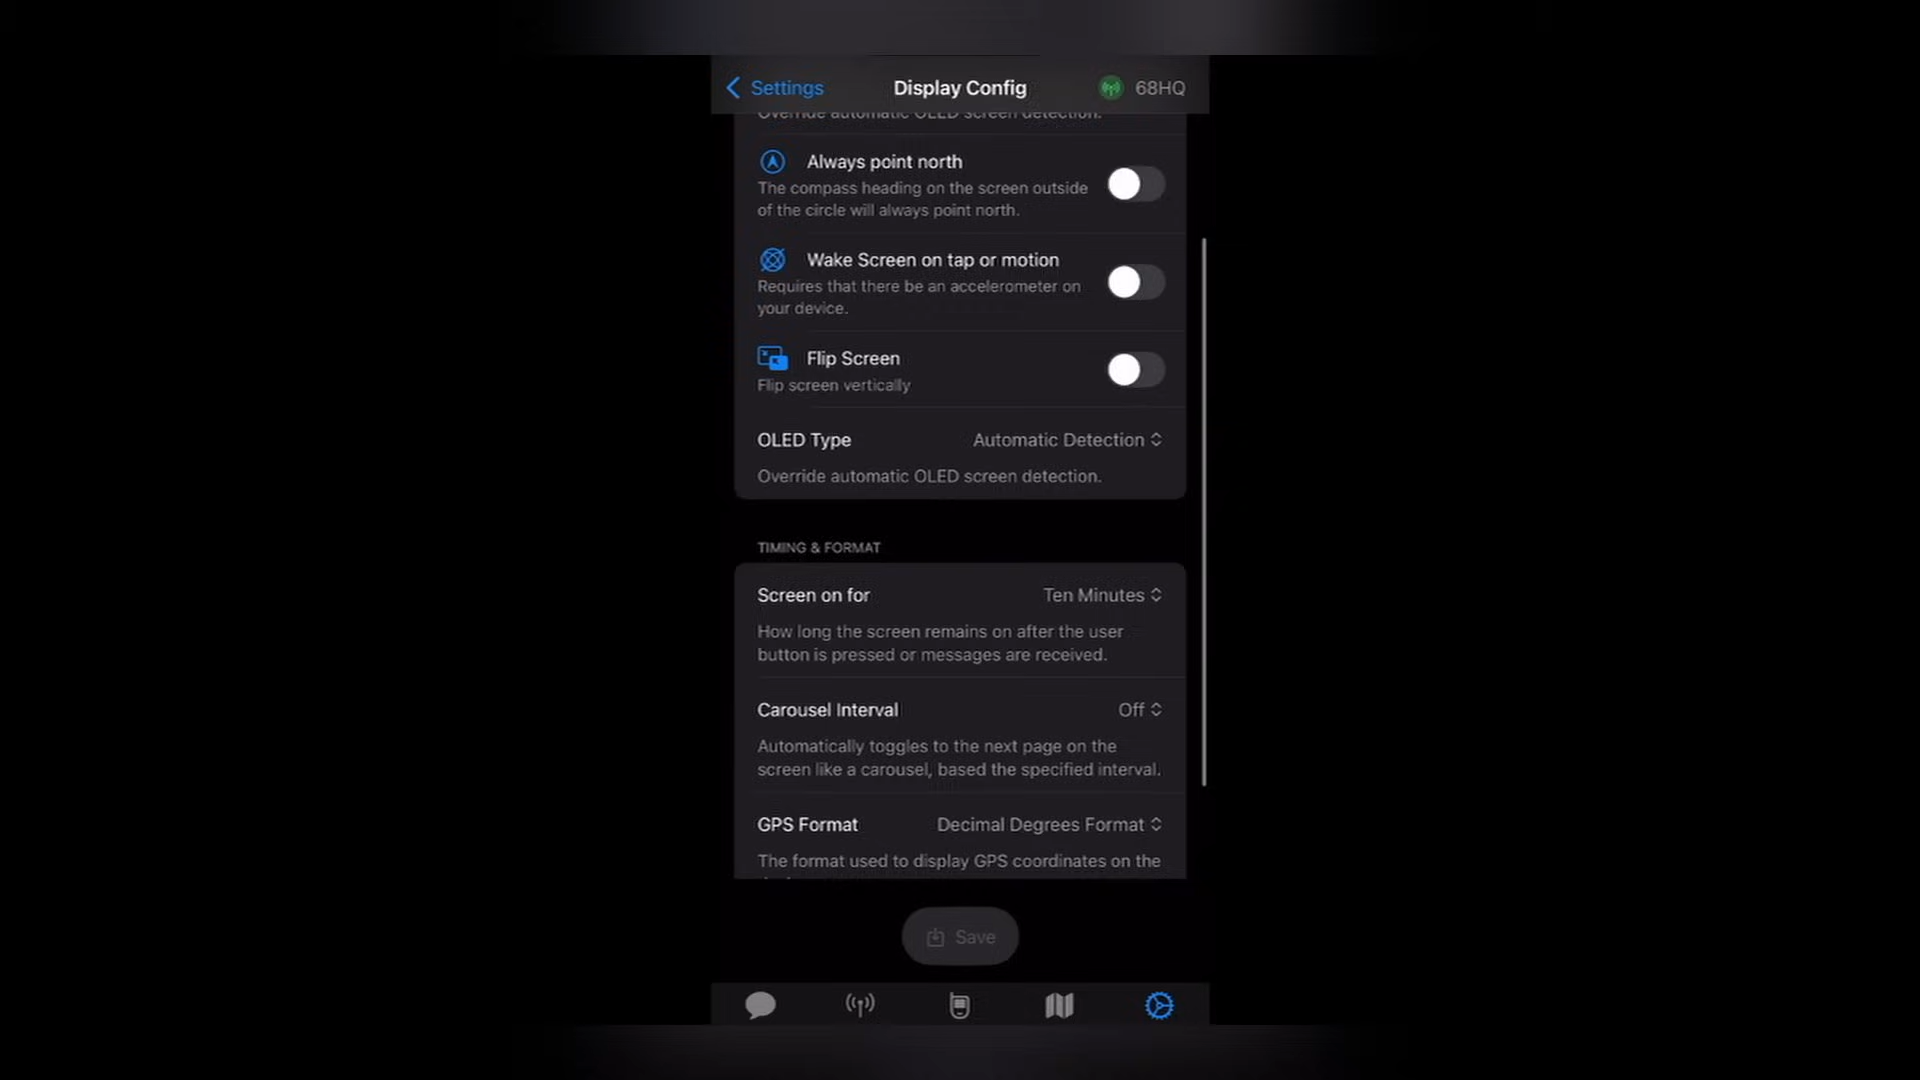 Settings
Display Config
68HQ
Override automatic OLED screen detection.
Always point north
The compass heading on the screen outside
of the circle will always point north.
Wake Screen on tap or motion
Requires that there be an accelerometer on
your device.
Flip Screen
Flip screen vertically
OLED Type
Automatic Detection
Override automatic OLED screen detection.
TIMING & FORMAT
Screen on for
Ten Minutes
How long the screen remains on after the user
button is pressed or messages are received.
Carousel Interval
Off
Automatically toggles to the next page on the
screen like a carousel, based the specified interval.
GPS Format
Decimal Degrees Format
The format used to display GPS coordinates on the
Save